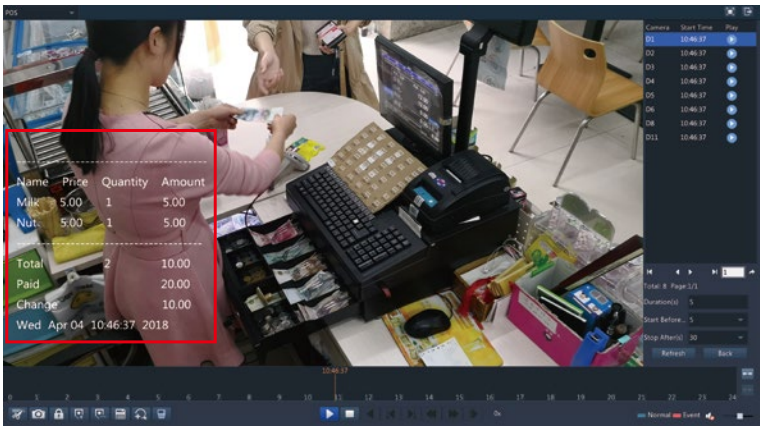 POS
Camera Start Time Play
D1 10:46:37
D2 10:46:37
D3 10:46:37
D4 10:46:37
D5 10:46:37
D6 10:46:37
D8 10:46:37
D11 10:46:37
1
Total: 8 Page:1/1
Duration(s) 5
Start Before... 5
Stop After(s) 30
Refresh Back
Name Price Quantity Amount
Milk 5.00 1 5.00
Nut 5.00 1 5.00
Total 2 10.00
Paid 20.00
Change 10.00
Wed Apr 04 10:46:37 2018
10:46:37
0 1 2 3 4 5 6 7 8 9 10 11 12 13 14 15 16 17 18 19 20 21 22 23 24
0x
Normal Event